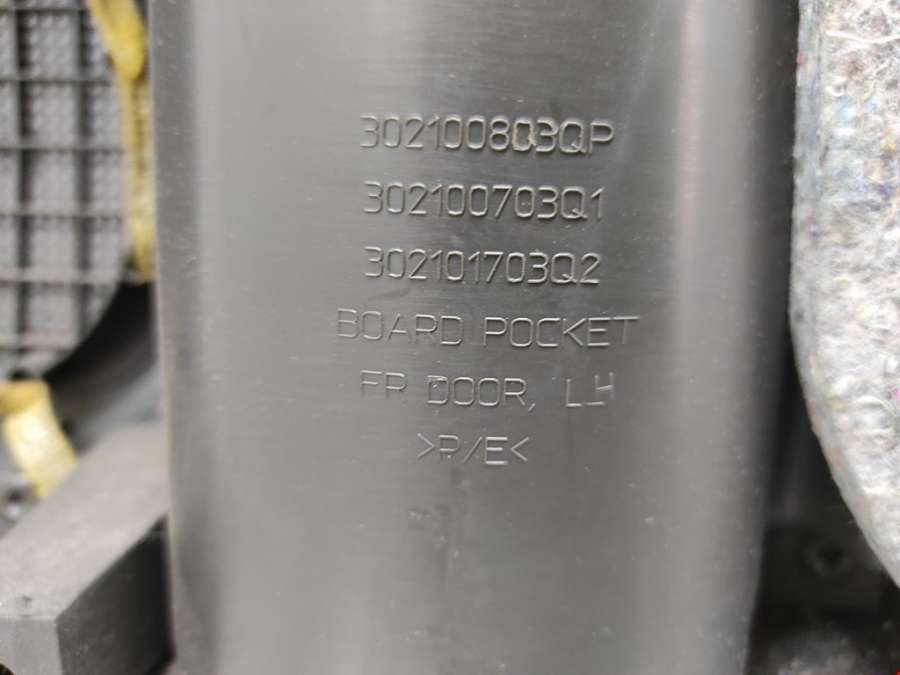 302100803QP
302100703Q1
302101703Q2
BOARD POCKET
FR DOOR, LH
>P/E<